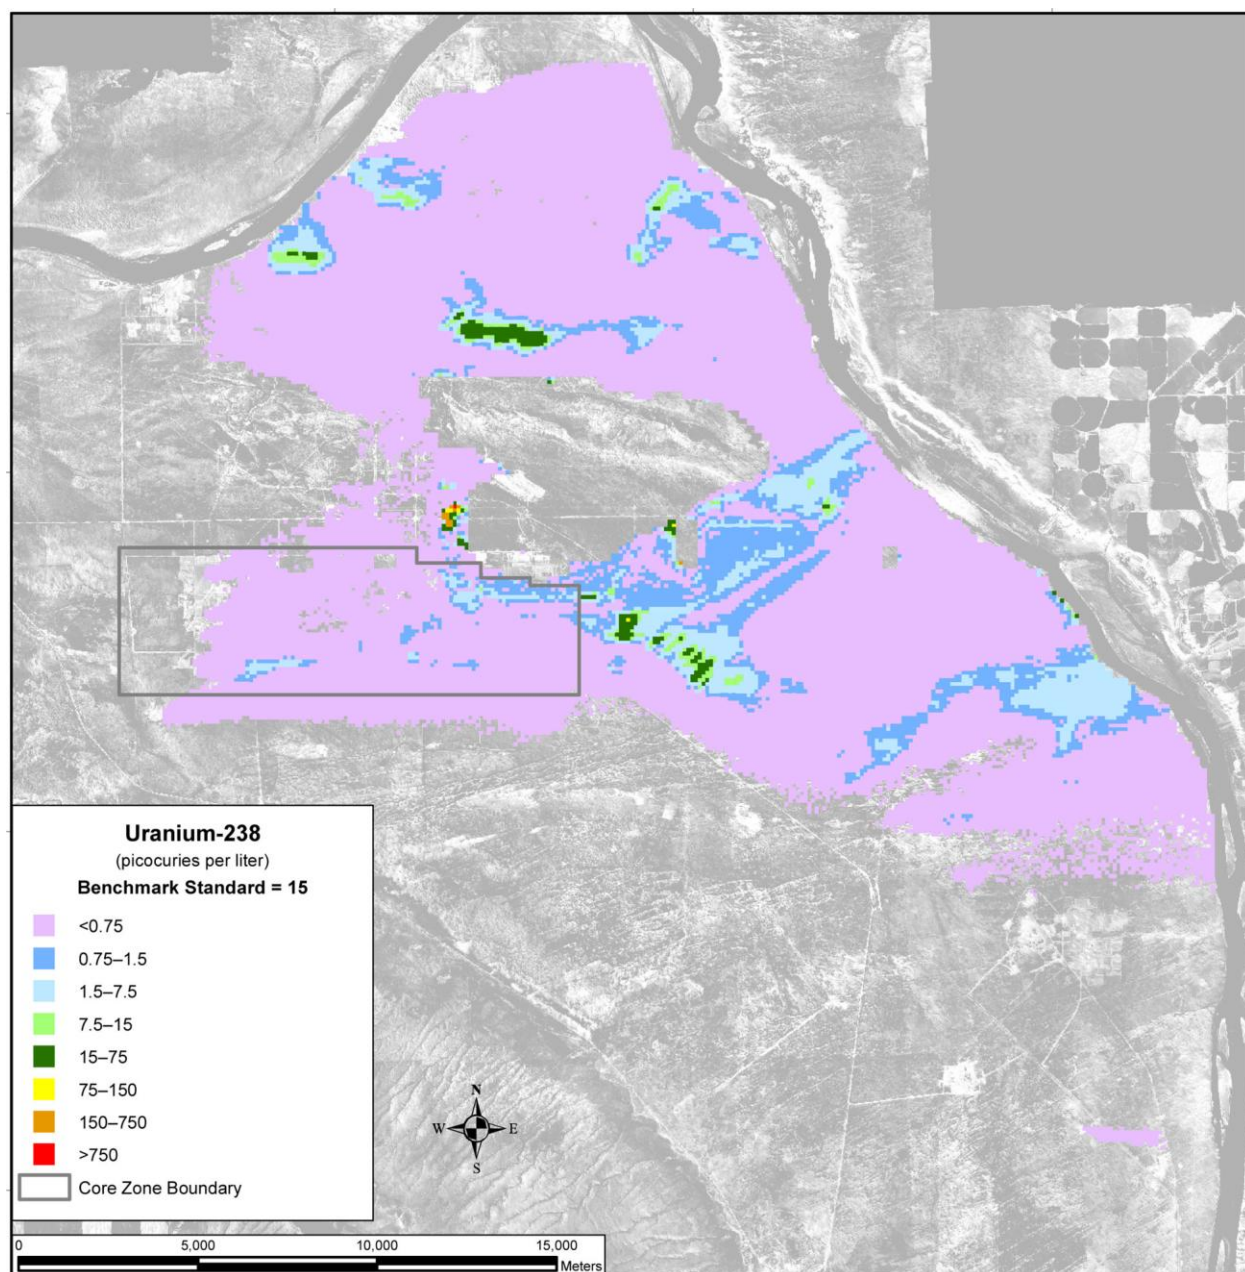 Uranium-238
(picocuries per liter)
Benchmark Standard = 15
<0.75
0.75–1.5
1.5–7.5
7.5–15
15–75
75–150
150–750
>750
Core Zone Boundary
N
W E
S
0 5,000 10,000 15,000
Meters